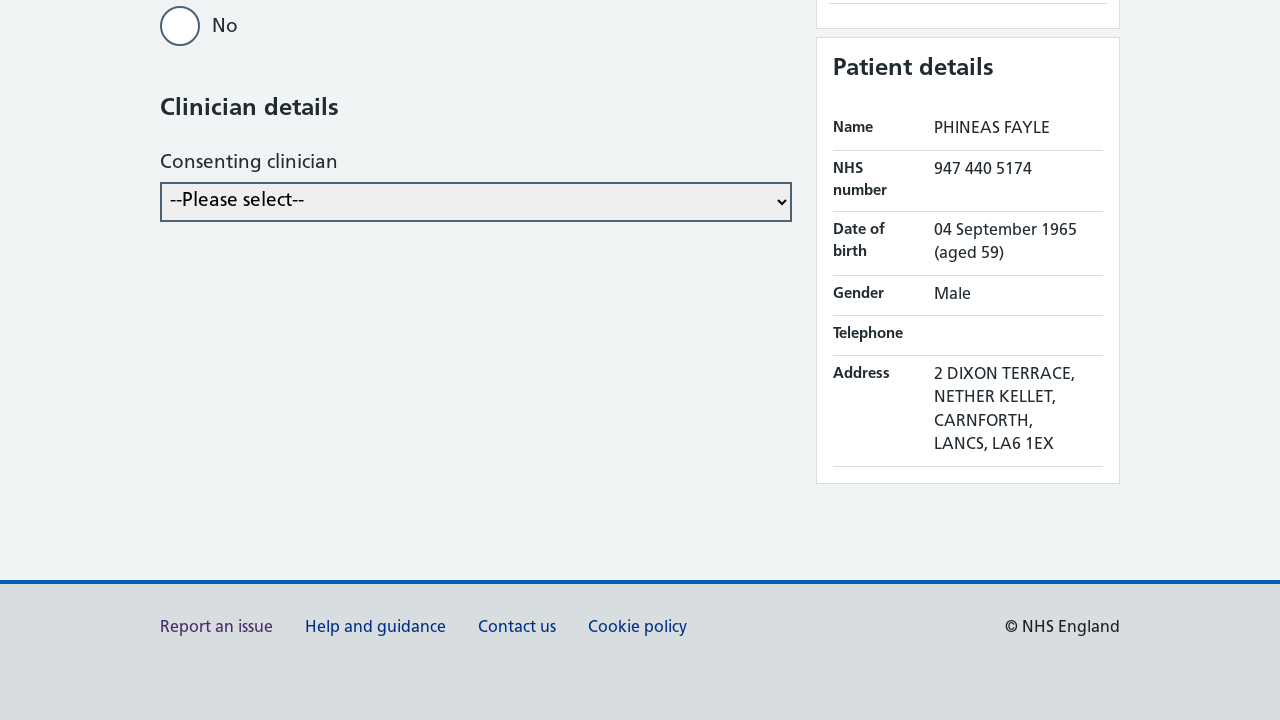 No
Clinician details
Consenting clinician
--Please select--
Patient details
Name PHINEAS FAYLE
NHS number 947 440 5174
Date of birth 04 September 1965 (aged 59)
Gender Male
Telephone
Address 2 DIXON TERRACE,
NETHER KELLET,
CARNFORTH,
LANCS, LA6 1EX
Report an issue Help and guidance Contact us Cookie policy © NHS England